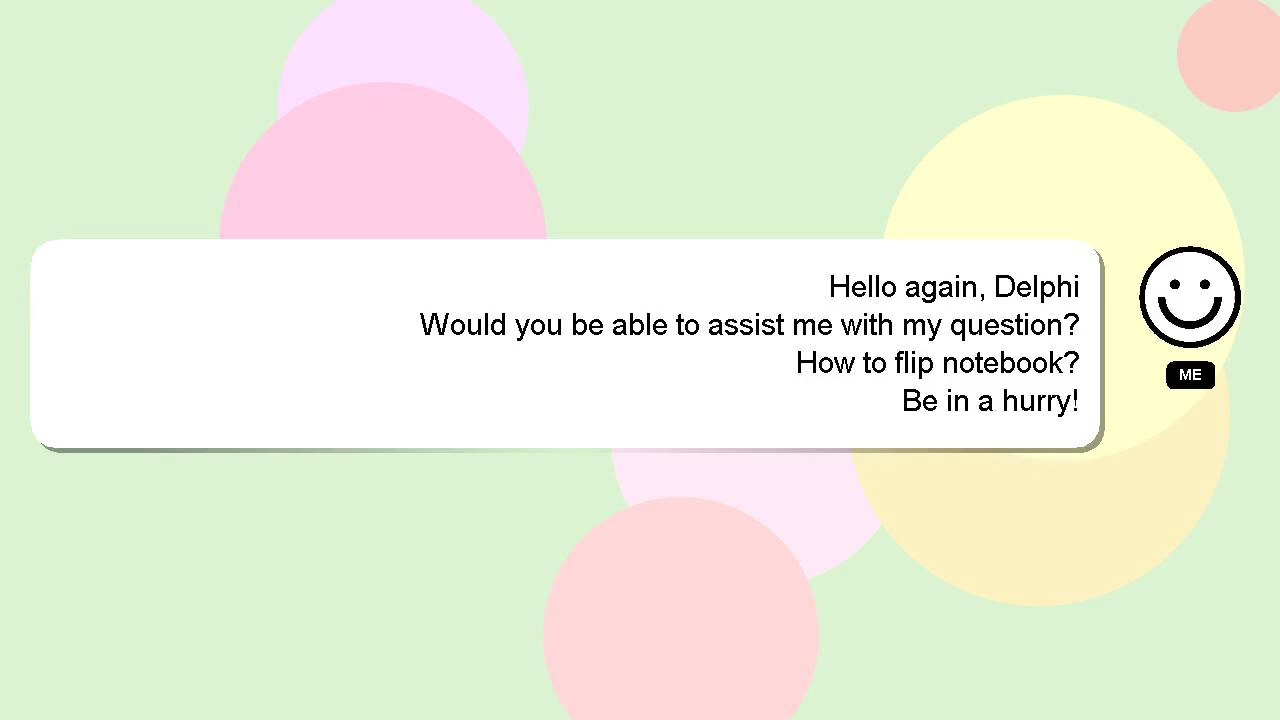 Hello again, Delphi
Would you be able to assist me with my question?
How to flip notebook?
Be in a hurry!
ME